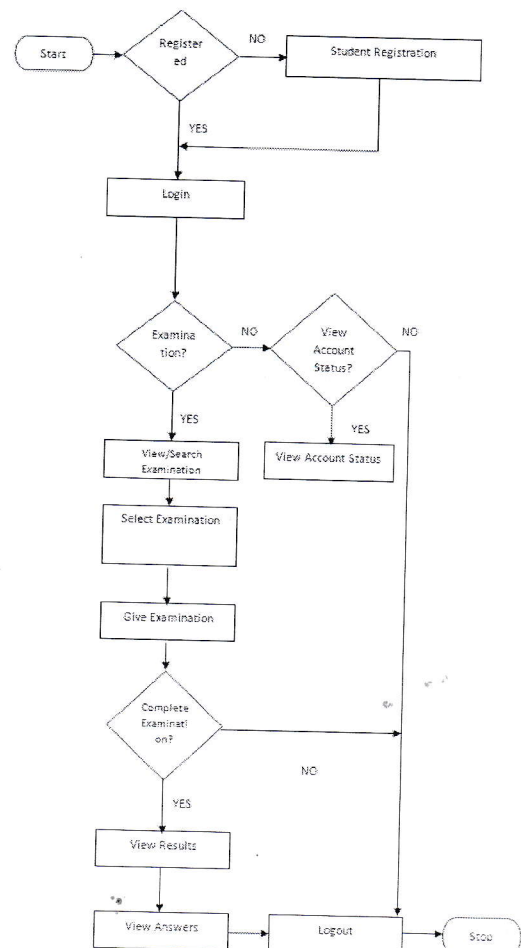 Start
Register
ed
NO
Student Registration
YES
Login
Examina
tion?
NO
View
Account
Status?
NO
YES
YES
View/Search
Examination
View Account Status
Select Examination
Give Examination
Complete
Examinati
on?
NO
YES
View Results
View Answers
Logout
Stop